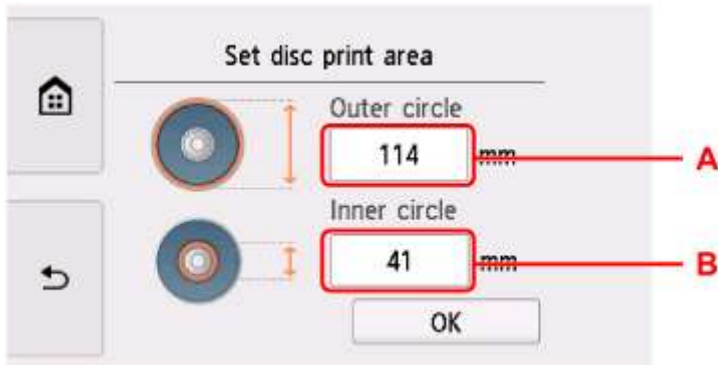 Set disc print area
Outer circle
114 mm A
Inner circle
41 mm B
OK